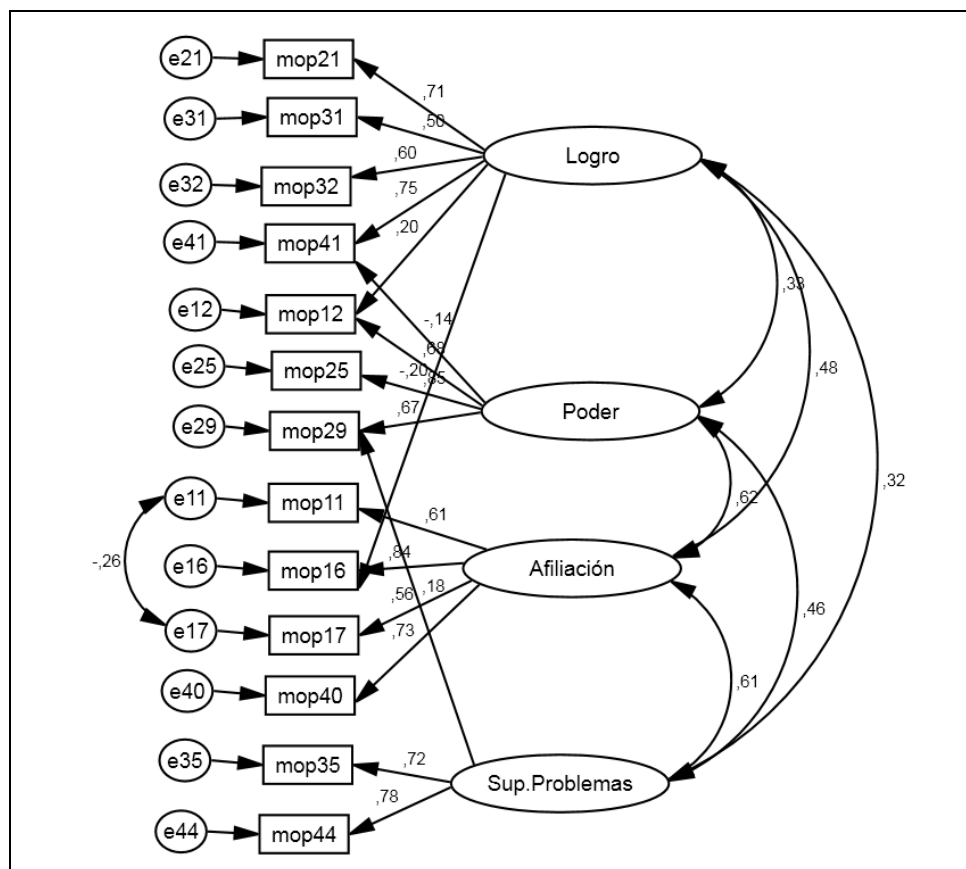 e21
mop21
,71
e31
mop31
,50
Logro
,60
e32
mop32
,75
,20
e41
mop41
e12
mop12
-,14
,33
,68
e25
mop25
-,20
,85
,48
Poder
e29
mop29
,67
,32
,62
e11
mop11
,61
-,26
e16
mop16
,84
Afiliación
,56
,18
,46
e17
mop17
,73
,61
e40
mop40
e35
mop35
,72
Sup.Problemas
,78
e44
mop44